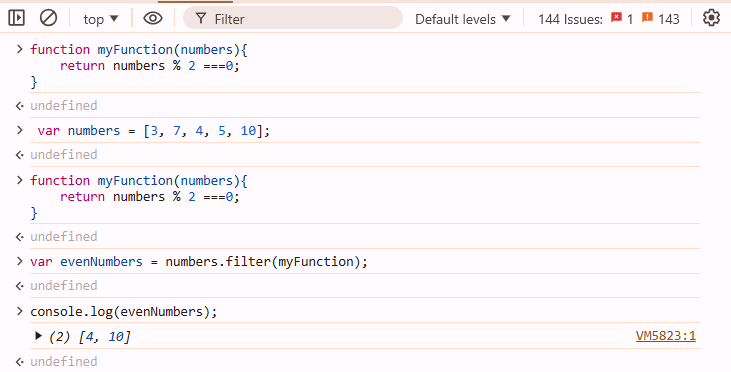 top Filter Default levels 144 Issues: 1 143
function myFunction(numbers){
    return numbers % 2 ===0;
}
undefined
var numbers = [3, 7, 4, 5, 10];
undefined
function myFunction(numbers){
    return numbers % 2 ===0;
}
undefined
var evenNumbers = numbers.filter(myFunction);
undefined
console.log(evenNumbers);
(2) [4, 10] VM5823:1
undefined